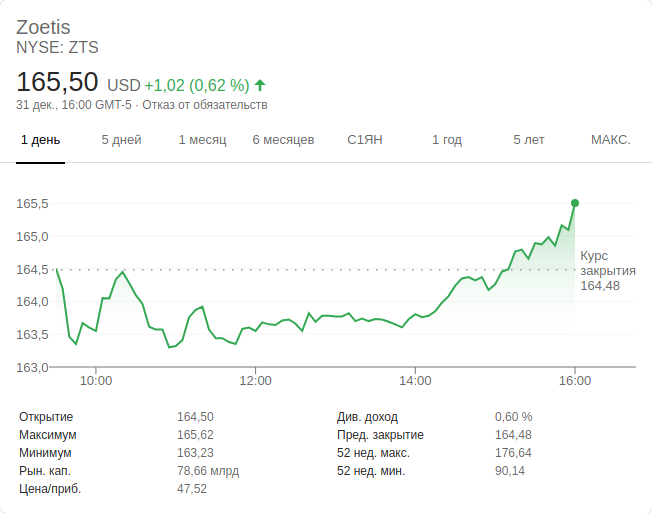 Zoetis
NYSE: ZTS
165,50 USD +1,02 (0,62 %)
31 дек., 16:00 GMT-5 · Отказ от обязательств
1 день 5 дней 1 месяц 6 месяцев С1ЯН 1 год 5 лет МАКС.
165,5
165,0
164,5
164,0
163,5
163,0
Курс
закрытия
164,48
10:00 12:00 14:00 16:00
Открытие 164,50 Див. доход 0,60 %
Максимум 165,62 Пред. закрытие 164,48
Минимум 163,23 52 нед. макс. 176,64
Рын. кап. 78,66 млрд 52 нед. мин. 90,14
Цена/приб. 47,52